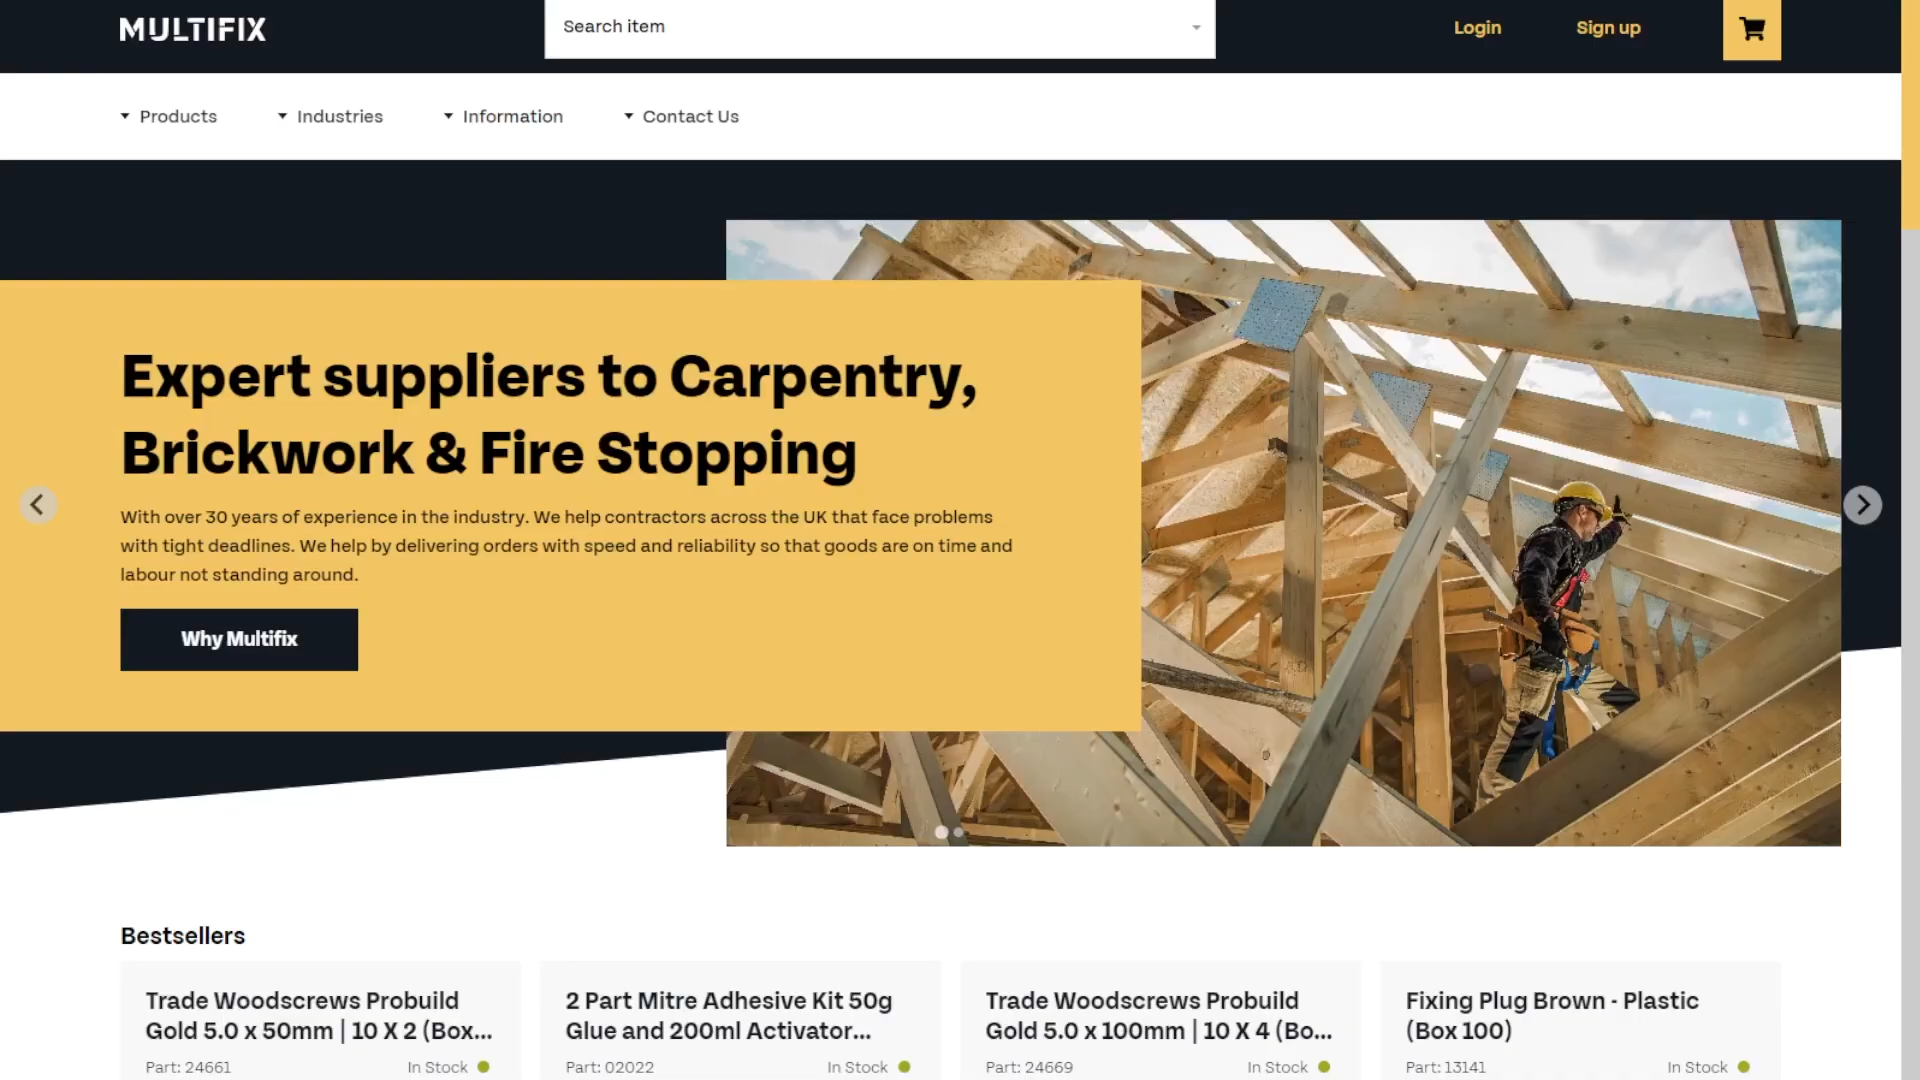 MULTIFIX
Search item
Login
Sign up
Products
Industries
Information
Contact Us
Expert suppliers to Carpentry,
Brickwork & Fire Stopping
With over 30 years of experience in the industry. We help contractors across the UK that face problems
with tight deadlines. We help by delivering orders with speed and reliability so that goods are on time and
labour not standing around.
Why Multifix
Bestsellers
Trade Woodscrews Probuild
Gold 5.0 x 50mm | 10 X 2 (Box...
Part: 24661
In Stock
2 Part Mitre Adhesive Kit 50g
Glue and 200ml Activator...
Part: 02022
In Stock
Trade Woodscrews Probuild
Gold 5.0 x 100mm | 10 X 4 (Bo...
Part: 24669
In Stock
Fixing Plug Brown - Plastic
(Box 100)
Part: 13141
In Stock